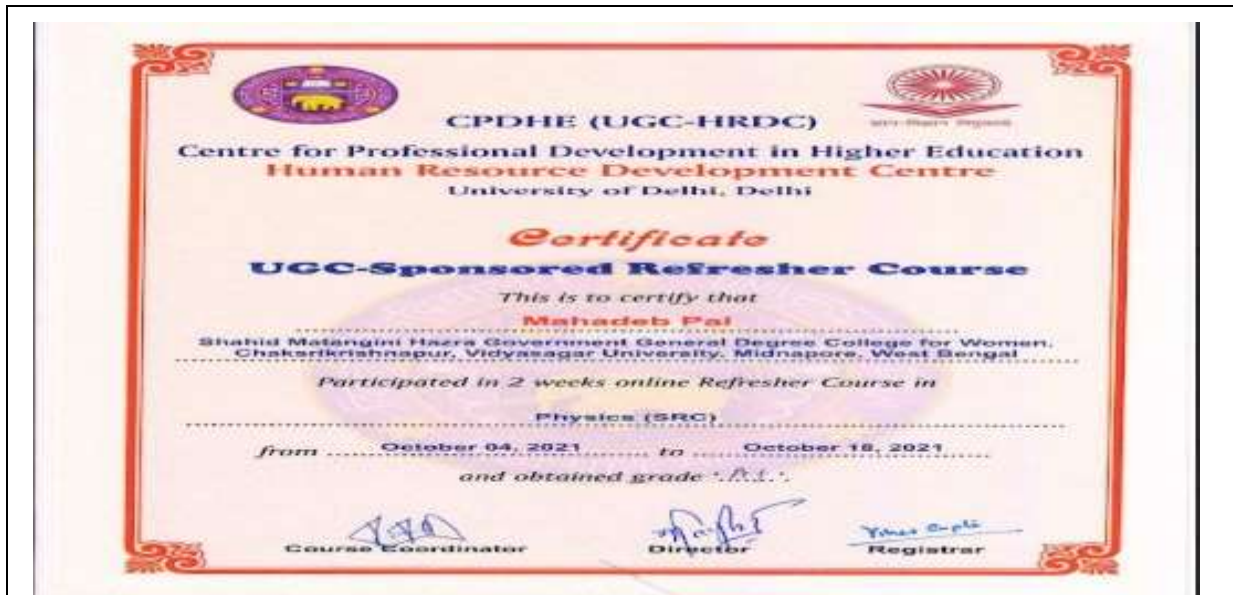 CPDHE (UGC-HRDC)
Centre for Professional Development in Higher Education
Human Resource Development Centre
University of Delhi, Delhi
Certificate
UGC-Sponsored Refresher Course
This is to certify that
Mahadeb Pal
Shahid Matangini Hazra Government General Degree College for Women,
Chaksrikrishnapur, Vidyasagar University, Midnapore, West Bengal
Participated in 2 weeks online Refresher Course in
Physics (SRC)
from October 04, 2021 to October 18, 2021
and obtained grade
Course Coordinator Director Registrar